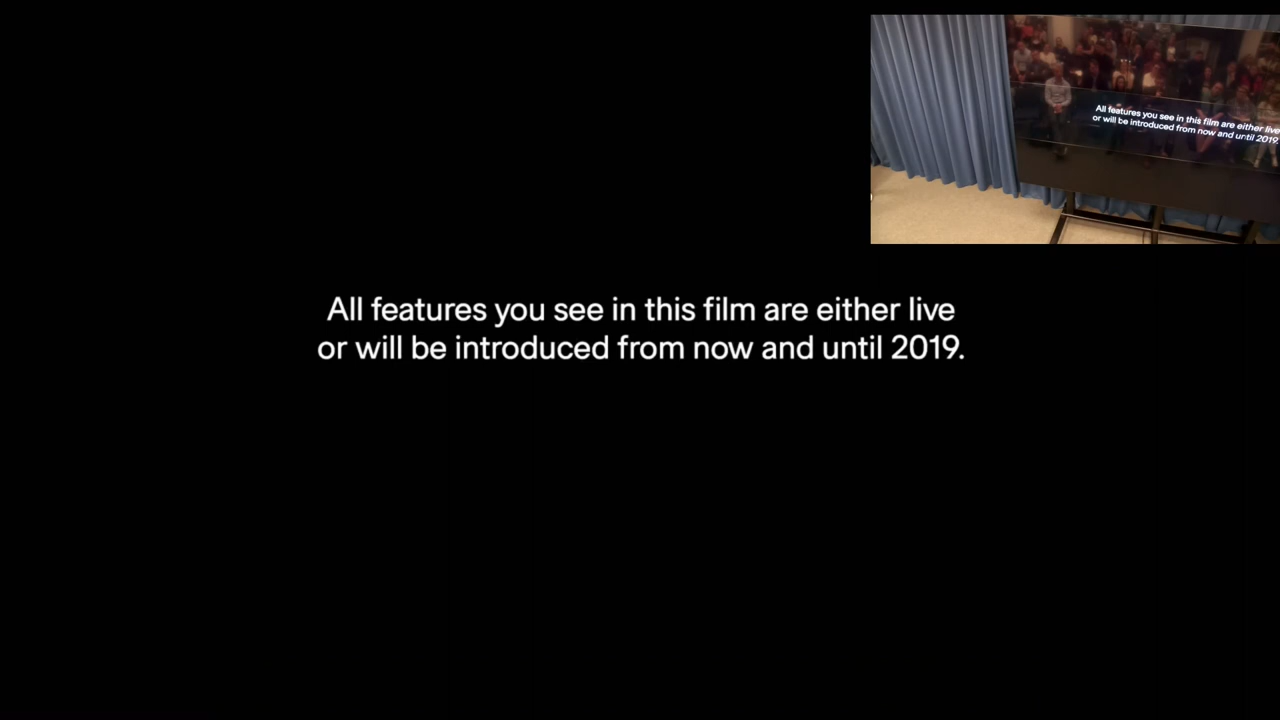 All features you see in this film are either live
or will be introduced from now and until 2019.
All features you see in this film are either live
or will be introduced from now and until 2019.